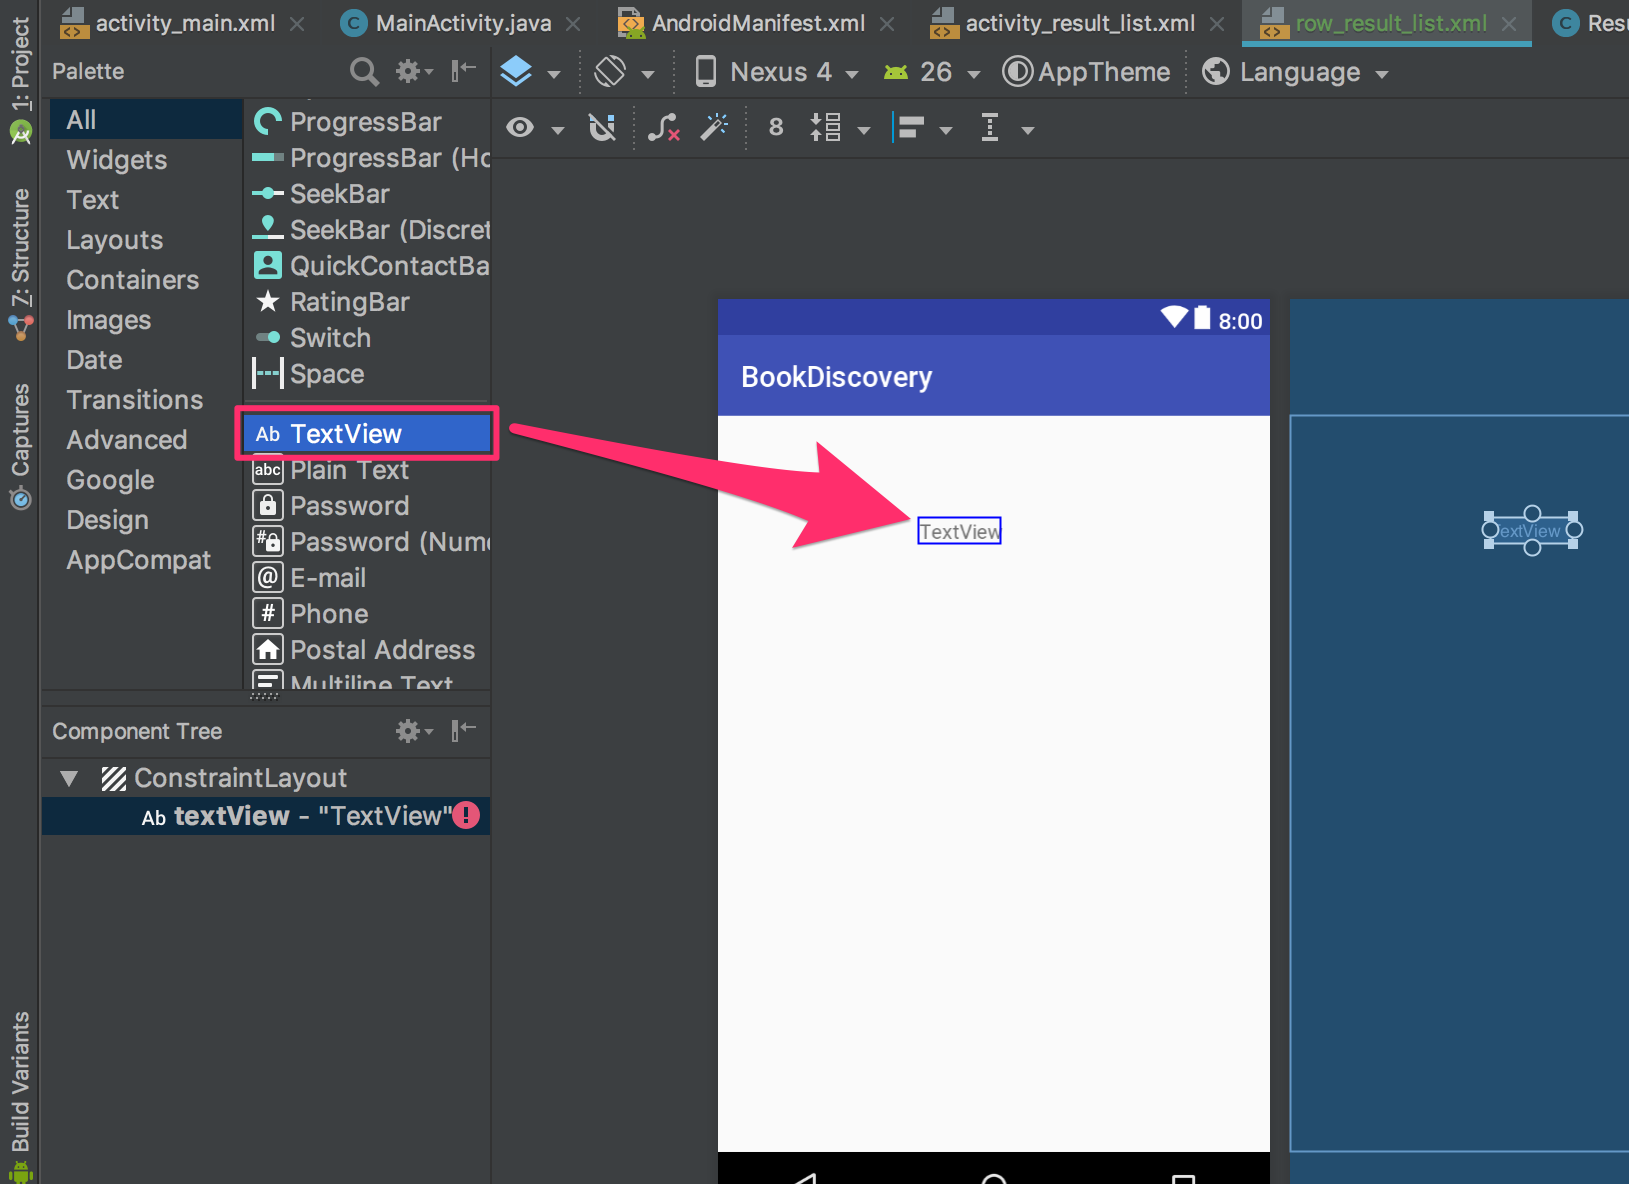 activity_main.xml
MainActivity.java
AndroidManifest.xml
activity_result_list.xml
row_result_list.xml
Resu
1: Project
7: Structure
Captures
Build Variants
Palette
Nexus 4
26
AppTheme
Language
8
All
Widgets
Text
Layouts
Containers
Images
Date
Transitions
Advanced
Google
Design
AppCompat
ProgressBar
ProgressBar (Ho
SeekBar
SeekBar (Discret
QuickContactBa
RatingBar
Switch
Space
Ab TextView
abc Plain Text
Password
# Password (Nume
@ E-mail
# Phone
Postal Address
Multiline Text
Component Tree
ConstraintLayout
Ab textView - "TextView"
8:00
BookDiscovery
TextView
TextView